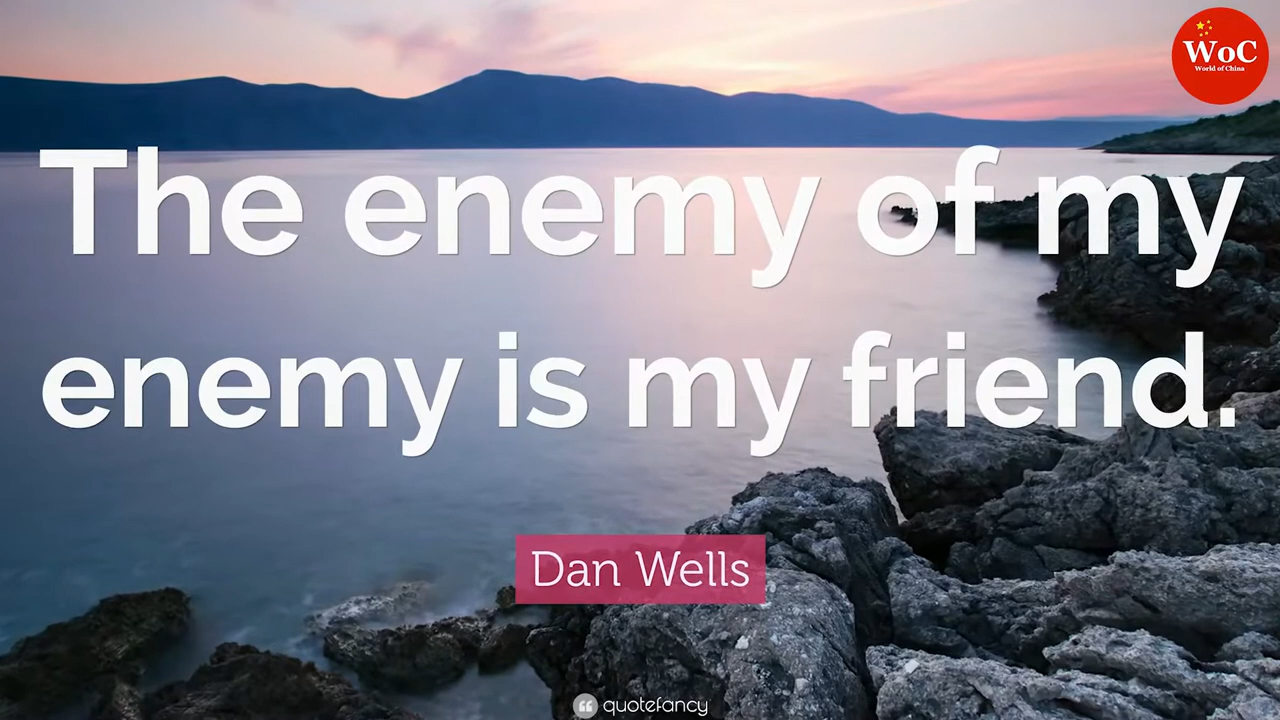 WoC
World of China
The enemy of my
enemy is my friend.
Dan Wells
quotefancy